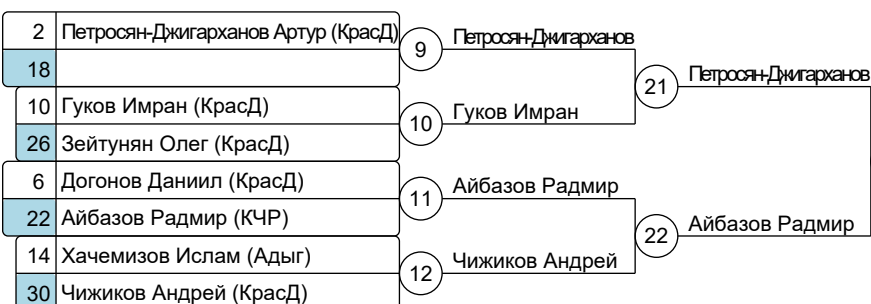 2 Петросян-Джигарханов Артур (КрасД)
18
10 Гуков Имран (КрасД)
26 Зейтунян Олег (КрасД)
6 Догонов Даниил (КрасД)
22 Айбазов Радмир (КЧР)
14 Хачемизов Ислам (Адыг)
30 Чижиков Андрей (КрасД)
9 Петросян-Джигарханов
10 Гуков Имран
11 Айбазов Радмир
12 Чижиков Андрей
21 Петросян-Джигарханов
22 Айбазов Радмир